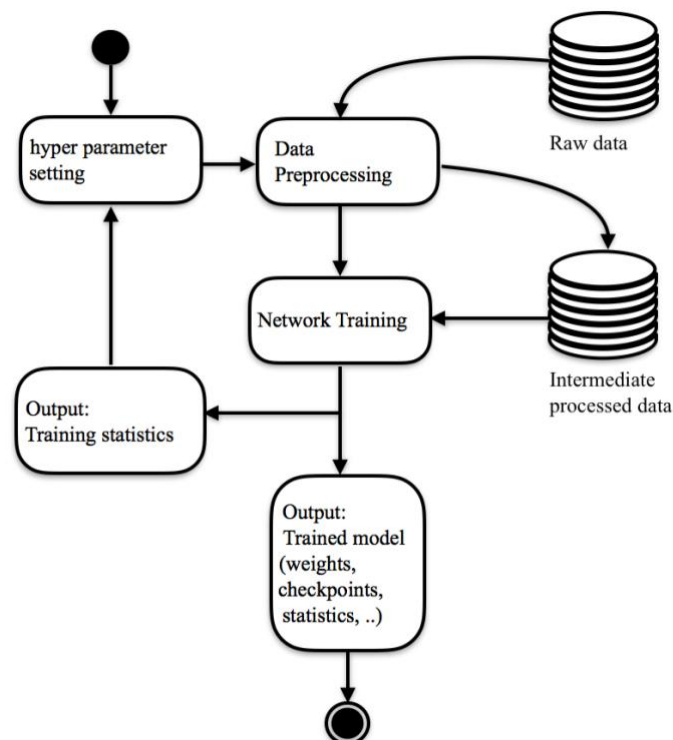 hyper parameter
setting
Data
Preprocessing
Raw data
Network Training
Intermediate
processed data
Output:
Training statistics
Output:
Trained model
(weights,
checkpoints,
statistics, ..)